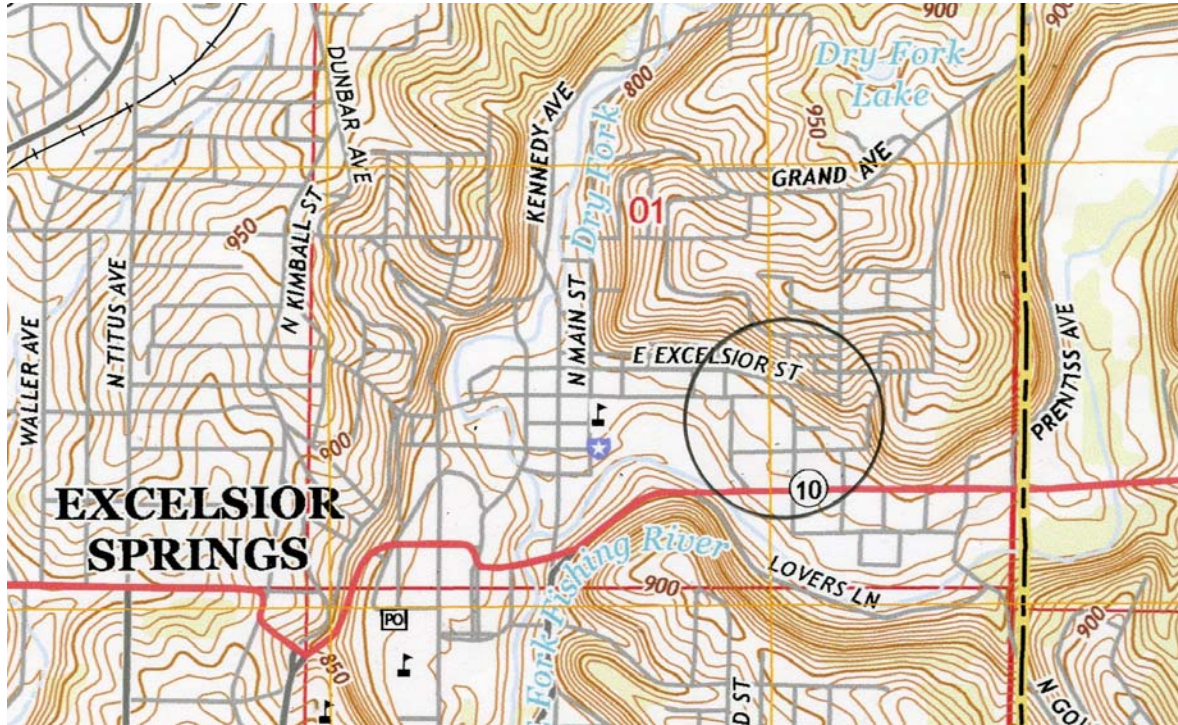 900
900
DUNBAR AVE
800
Dry Fork
Lake
KENNEDY AVE
950
Dry Fork
GRAND AVE
01
950
N KIMBALL ST
N TITUS AVE
WALLER AVE
N MAIN ST
E EXCELSIOR ST
PRENTISS AVE
900
10
EXCELSIOR
SPRINGS
Fork Fishing River
900
LOVERS LN
PO
850
900
D ST
N GOL